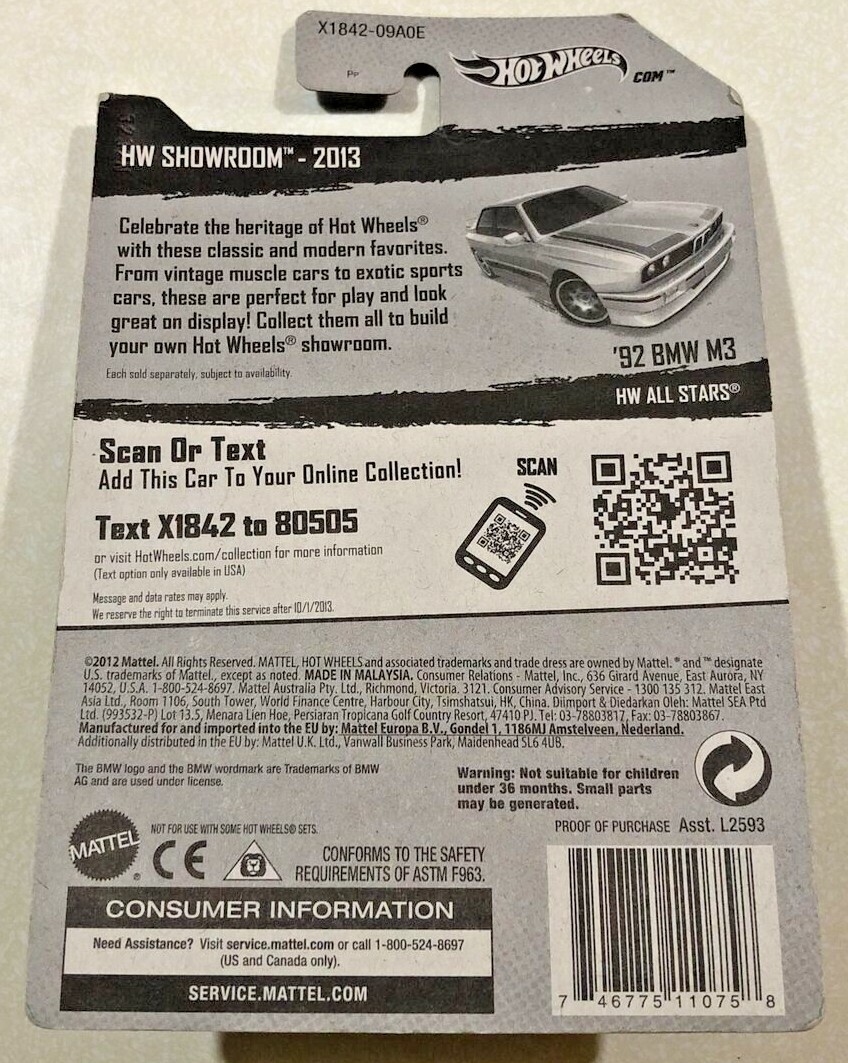 X1842-09A0E
PP
HOT WHEELS
.COM™
HW SHOWROOM™ - 2013
Celebrate the heritage of Hot Wheels®
with these classic and modern favorites.
From vintage muscle cars to exotic sports
cars, these are perfect for play and look
great on display! Collect them all to build
your own Hot Wheels® showroom.
Each sold separately, subject to availability.
'92 BMW M3
HW ALL STARS®
Scan Or Text
Add This Car To Your Online Collection!
SCAN
Text X1842 to 80505
or visit HotWheels.com/collection for more information
(Text option only available in USA)
Message and data rates may apply.
We reserve the right to terminate this service after 10/1/2013.
©2012 Mattel. All Rights Reserved. MATTEL, HOT WHEELS and associated trademarks and trade dress are owned by Mattel. ® and ™ designate
U.S. trademarks of Mattel., except as noted. MADE IN MALAYSIA. Consumer Relations - Mattel, Inc., 636 Girard Avenue, East Aurora, NY
14052, U.S.A. 1-800-524-8697. Mattel Australia Pty. Ltd., Richmond, Victoria. 3121. Consumer Advisory Service - 1300 135 312. Mattel East
Asia Ltd., Room 1106, South Tower, World Finance Centre, Harbour City, Tsimshatsui, HK, China. Diimport & Diedarkan Oleh: Mattel SEA Ptd
Ltd. (993532-P) Lot 13.5, Menara Lien Hoe, Persiaran Tropicana Golf Country Resort, 47410 PJ. Tel: 03-78803817, Fax: 03-78803867.
Manufactured for and imported into the EU by: Mattel Europa B.V., Gondel 1, 1186MJ Amstelveen, Nederland.
Additionally distributed in the EU by: Mattel U.K. Ltd., Vanwall Business Park, Maidenhead SL6 4UB.
The BMW logo and the BMW wordmark are Trademarks of BMW
AG and are used under license.
Warning: Not suitable for children
under 36 months. Small parts
may be generated.
PROOF OF PURCHASE Asst. L2593
MATTEL®
NOT FOR USE WITH SOME HOT WHEELS® SETS.
CE
CONFORMS TO THE SAFETY
REQUIREMENTS OF ASTM F963.
CONSUMER INFORMATION
Need Assistance? Visit service.mattel.com or call 1-800-524-8697
(US and Canada only).
SERVICE.MATTEL.COM
7 46775 11075 8